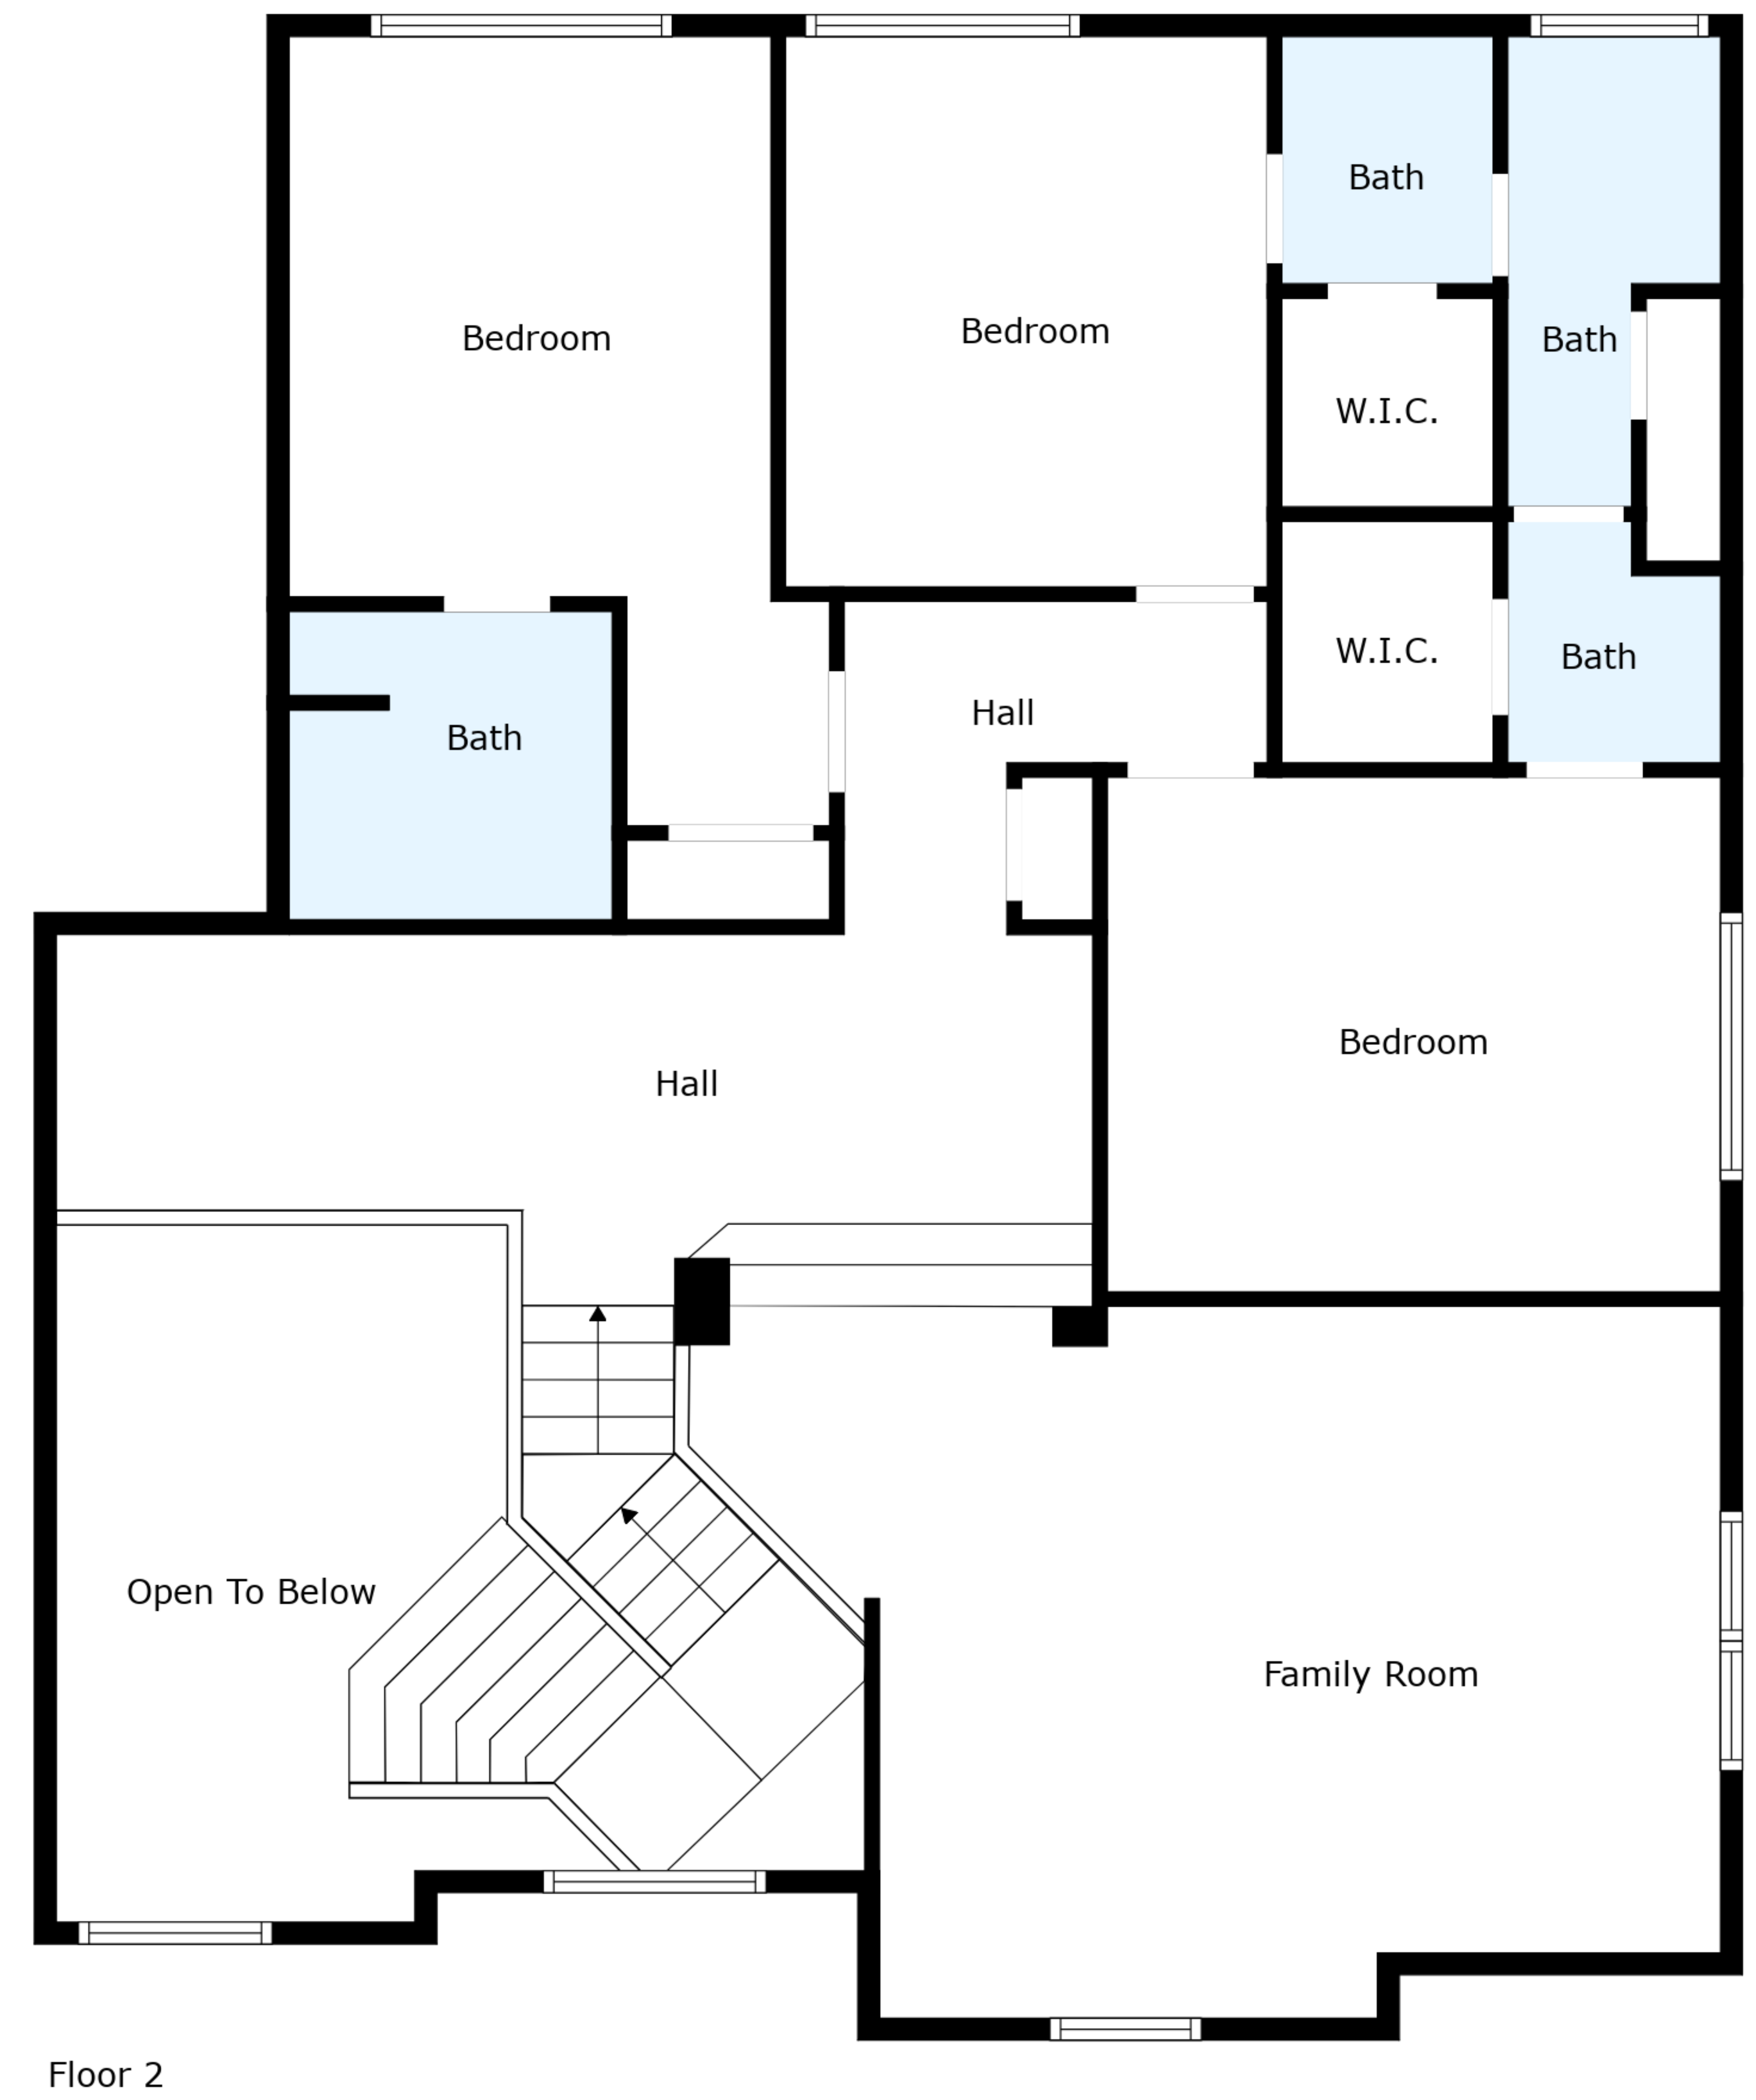 Bath
Bedroom
Bedroom
Bath
W.I.C.
W.I.C.
Bath
Hall
Bath
Bedroom
Hall
Open To Below
Family Room
Floor 2